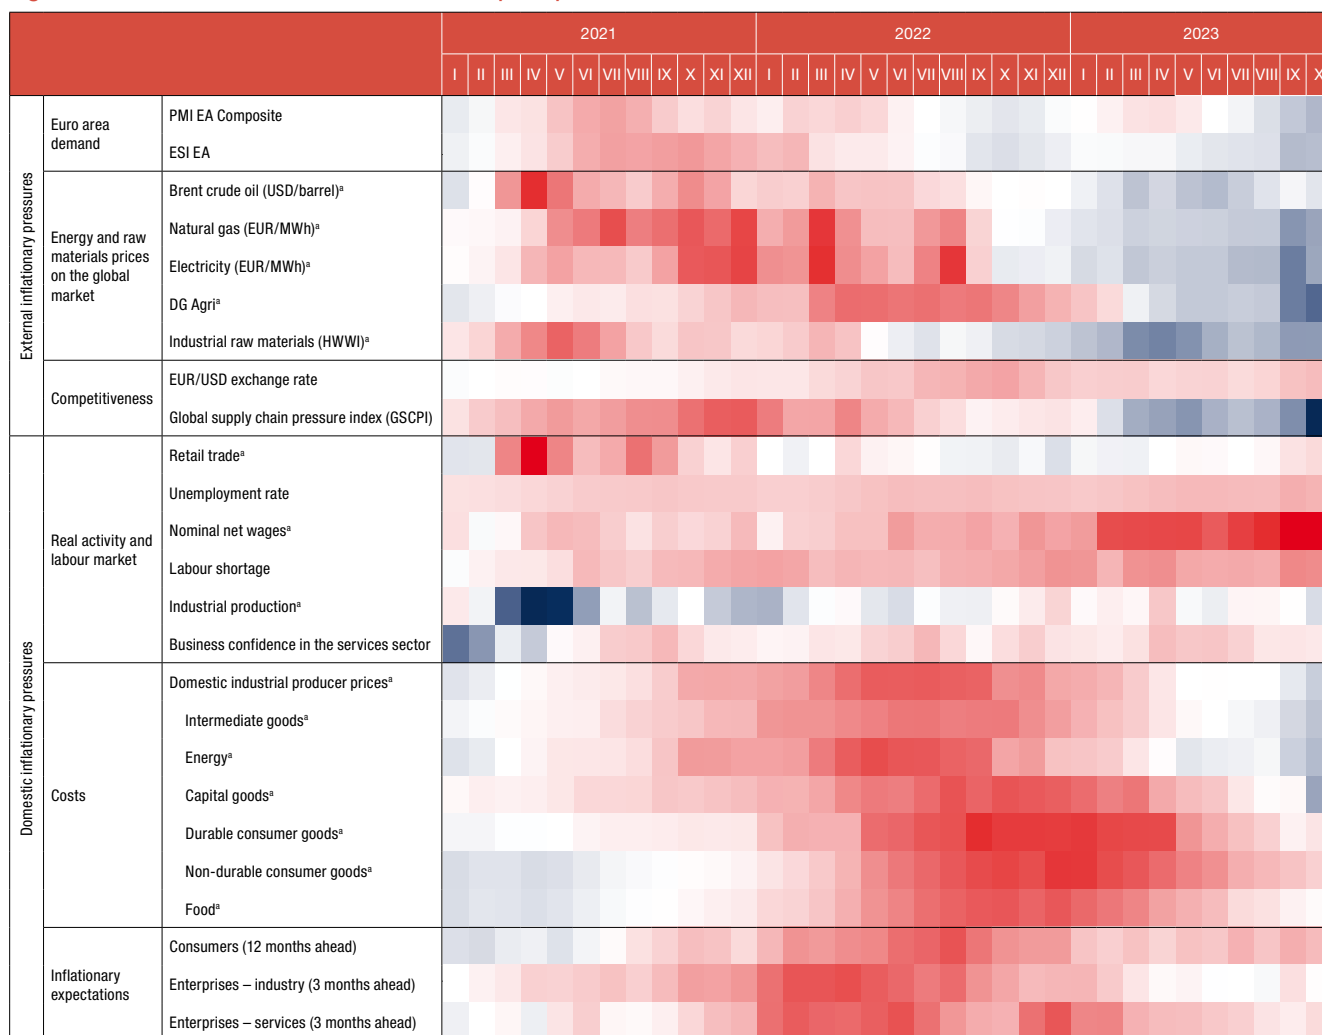 2021 2022 2023
I II III IV V VI VII VIII IX X XI XII I II III IV V VI VII VIII IX X XI XII I II III IV V VI VII VIII IX X
External inflationary pressures
Euro area
demand
PMI EA Composite
ESI EA
Energy and raw
materials prices
on the global
market
Brent crude oil (USD/barrel)ᵃ
Natural gas (EUR/MWh)ᵃ
Electricity (EUR/MWh)ᵃ
DG Agriᵃ
Industrial raw materials (HWWI)ᵃ
Competitiveness
EUR/USD exchange rate
Global supply chain pressure index (GSCPI)
Domestic inflationary pressures
Real activity and
labour market
Retail tradeᵃ
Unemployment rate
Nominal net wagesᵃ
Labour shortage
Industrial productionᵃ
Business confidence in the services sector
Costs
Domestic industrial producer pricesᵃ
Intermediate goodsᵃ
Energyᵃ
Capital goodsᵃ
Durable consumer goodsᵃ
Non-durable consumer goodsᵃ
Foodᵃ
Inflationary
expectations
Consumers (12 months ahead)
Enterprises – industry (3 months ahead)
Enterprises – services (3 months ahead)